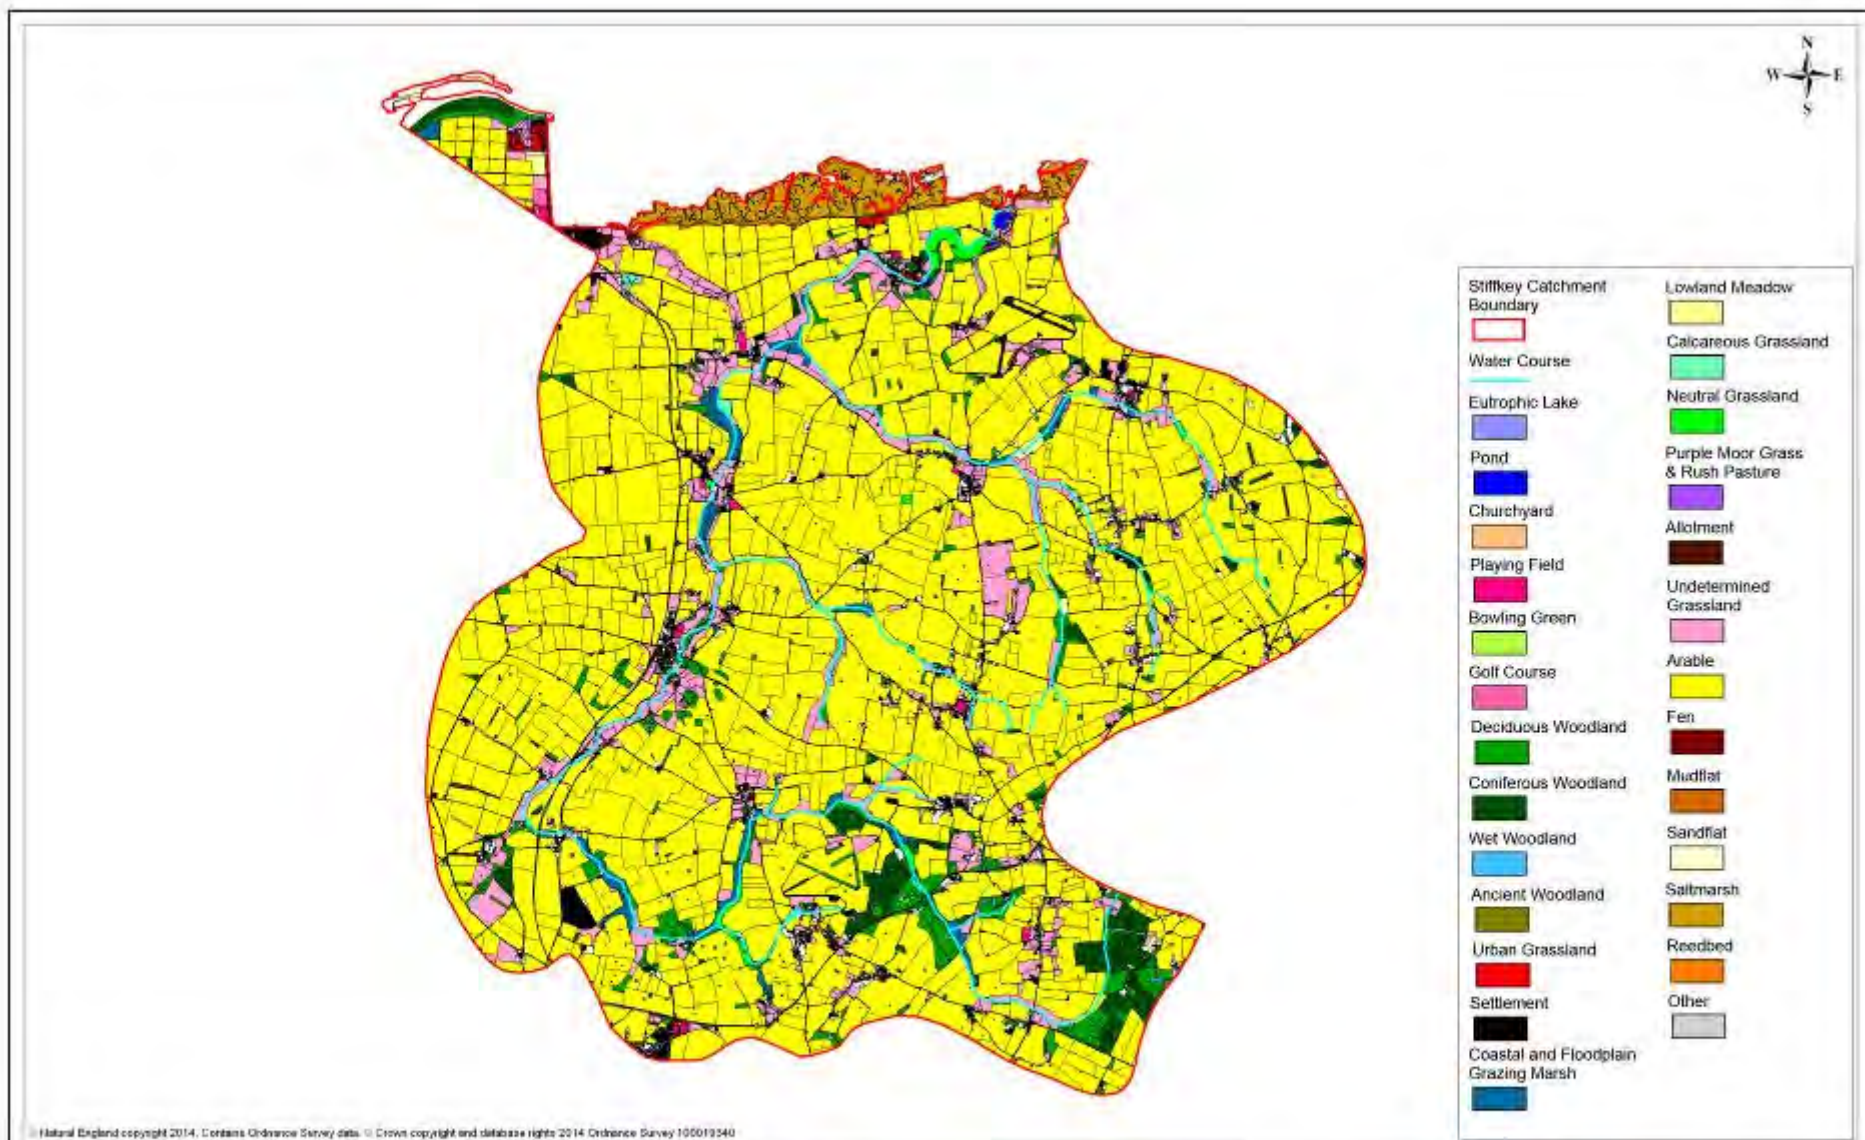 N
W E
S
Stiffkey Catchment
Boundary
Water Course
Eutrophic Lake
Pond
Churchyard
Playing Field
Bowling Green
Golf Course
Deciduous Woodland
Coniferous Woodland
Wet Woodland
Ancient Woodland
Urban Grassland
Settlement
Coastal and Floodplain
Grazing Marsh
Lowland Meadow
Calcareous Grassland
Neutral Grassland
Purple Moor Grass
& Rush Pasture
Allotment
Undetermined
Grassland
Arable
Fen
Mudflat
Sandflat
Saltmarsh
Reedbed
Other
© Natural England copyright 2014. Contains Ordnance Survey data © Crown copyright and database rights 2014 Ordnance Survey 100019340